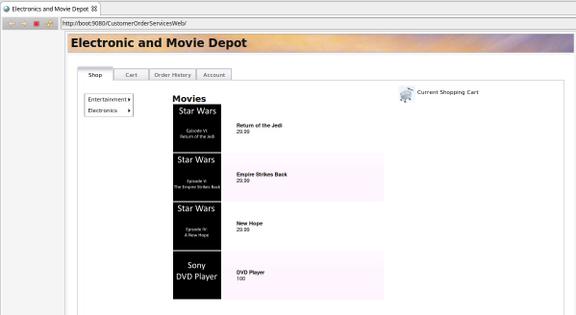 Electronics and Movie Depot
http://boot:9080/CustomerOrderServicesWeb/
Electronic and Movie Depot
Shop Cart Order History Account
Entertainment
Electronics
Current Shopping Cart
Movies
Star Wars
Episode VI:
Return of the Jedi
Return of the Jedi
29.99
Star Wars
Episode V:
The Empire Strikes Back
Empire Strikes Back
29.99
Star Wars
Episode IV:
A New Hope
New Hope
29.99
Sony
DVD Player
DVD Player
100